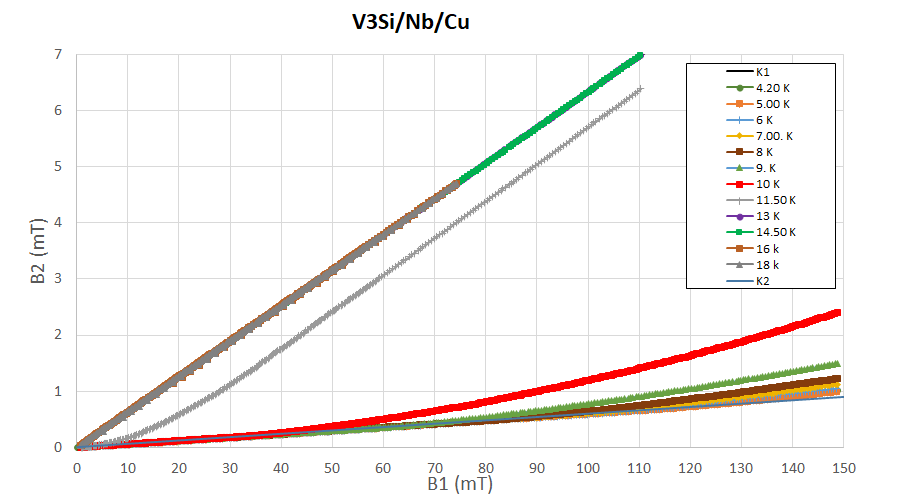 V3Si/Nb/Cu
7
6
5
4
3
2
1
0
B2 (mT)
0 10 20 30 40 50 60 70 80 90 100 110 120 130 140 150
B1 (mT)
K1
4.20 K
5.00 K
6 K
7.00. K
8 K
9. K
10 K
11.50 K
13 K
14.50 K
16 k
18 k
K2